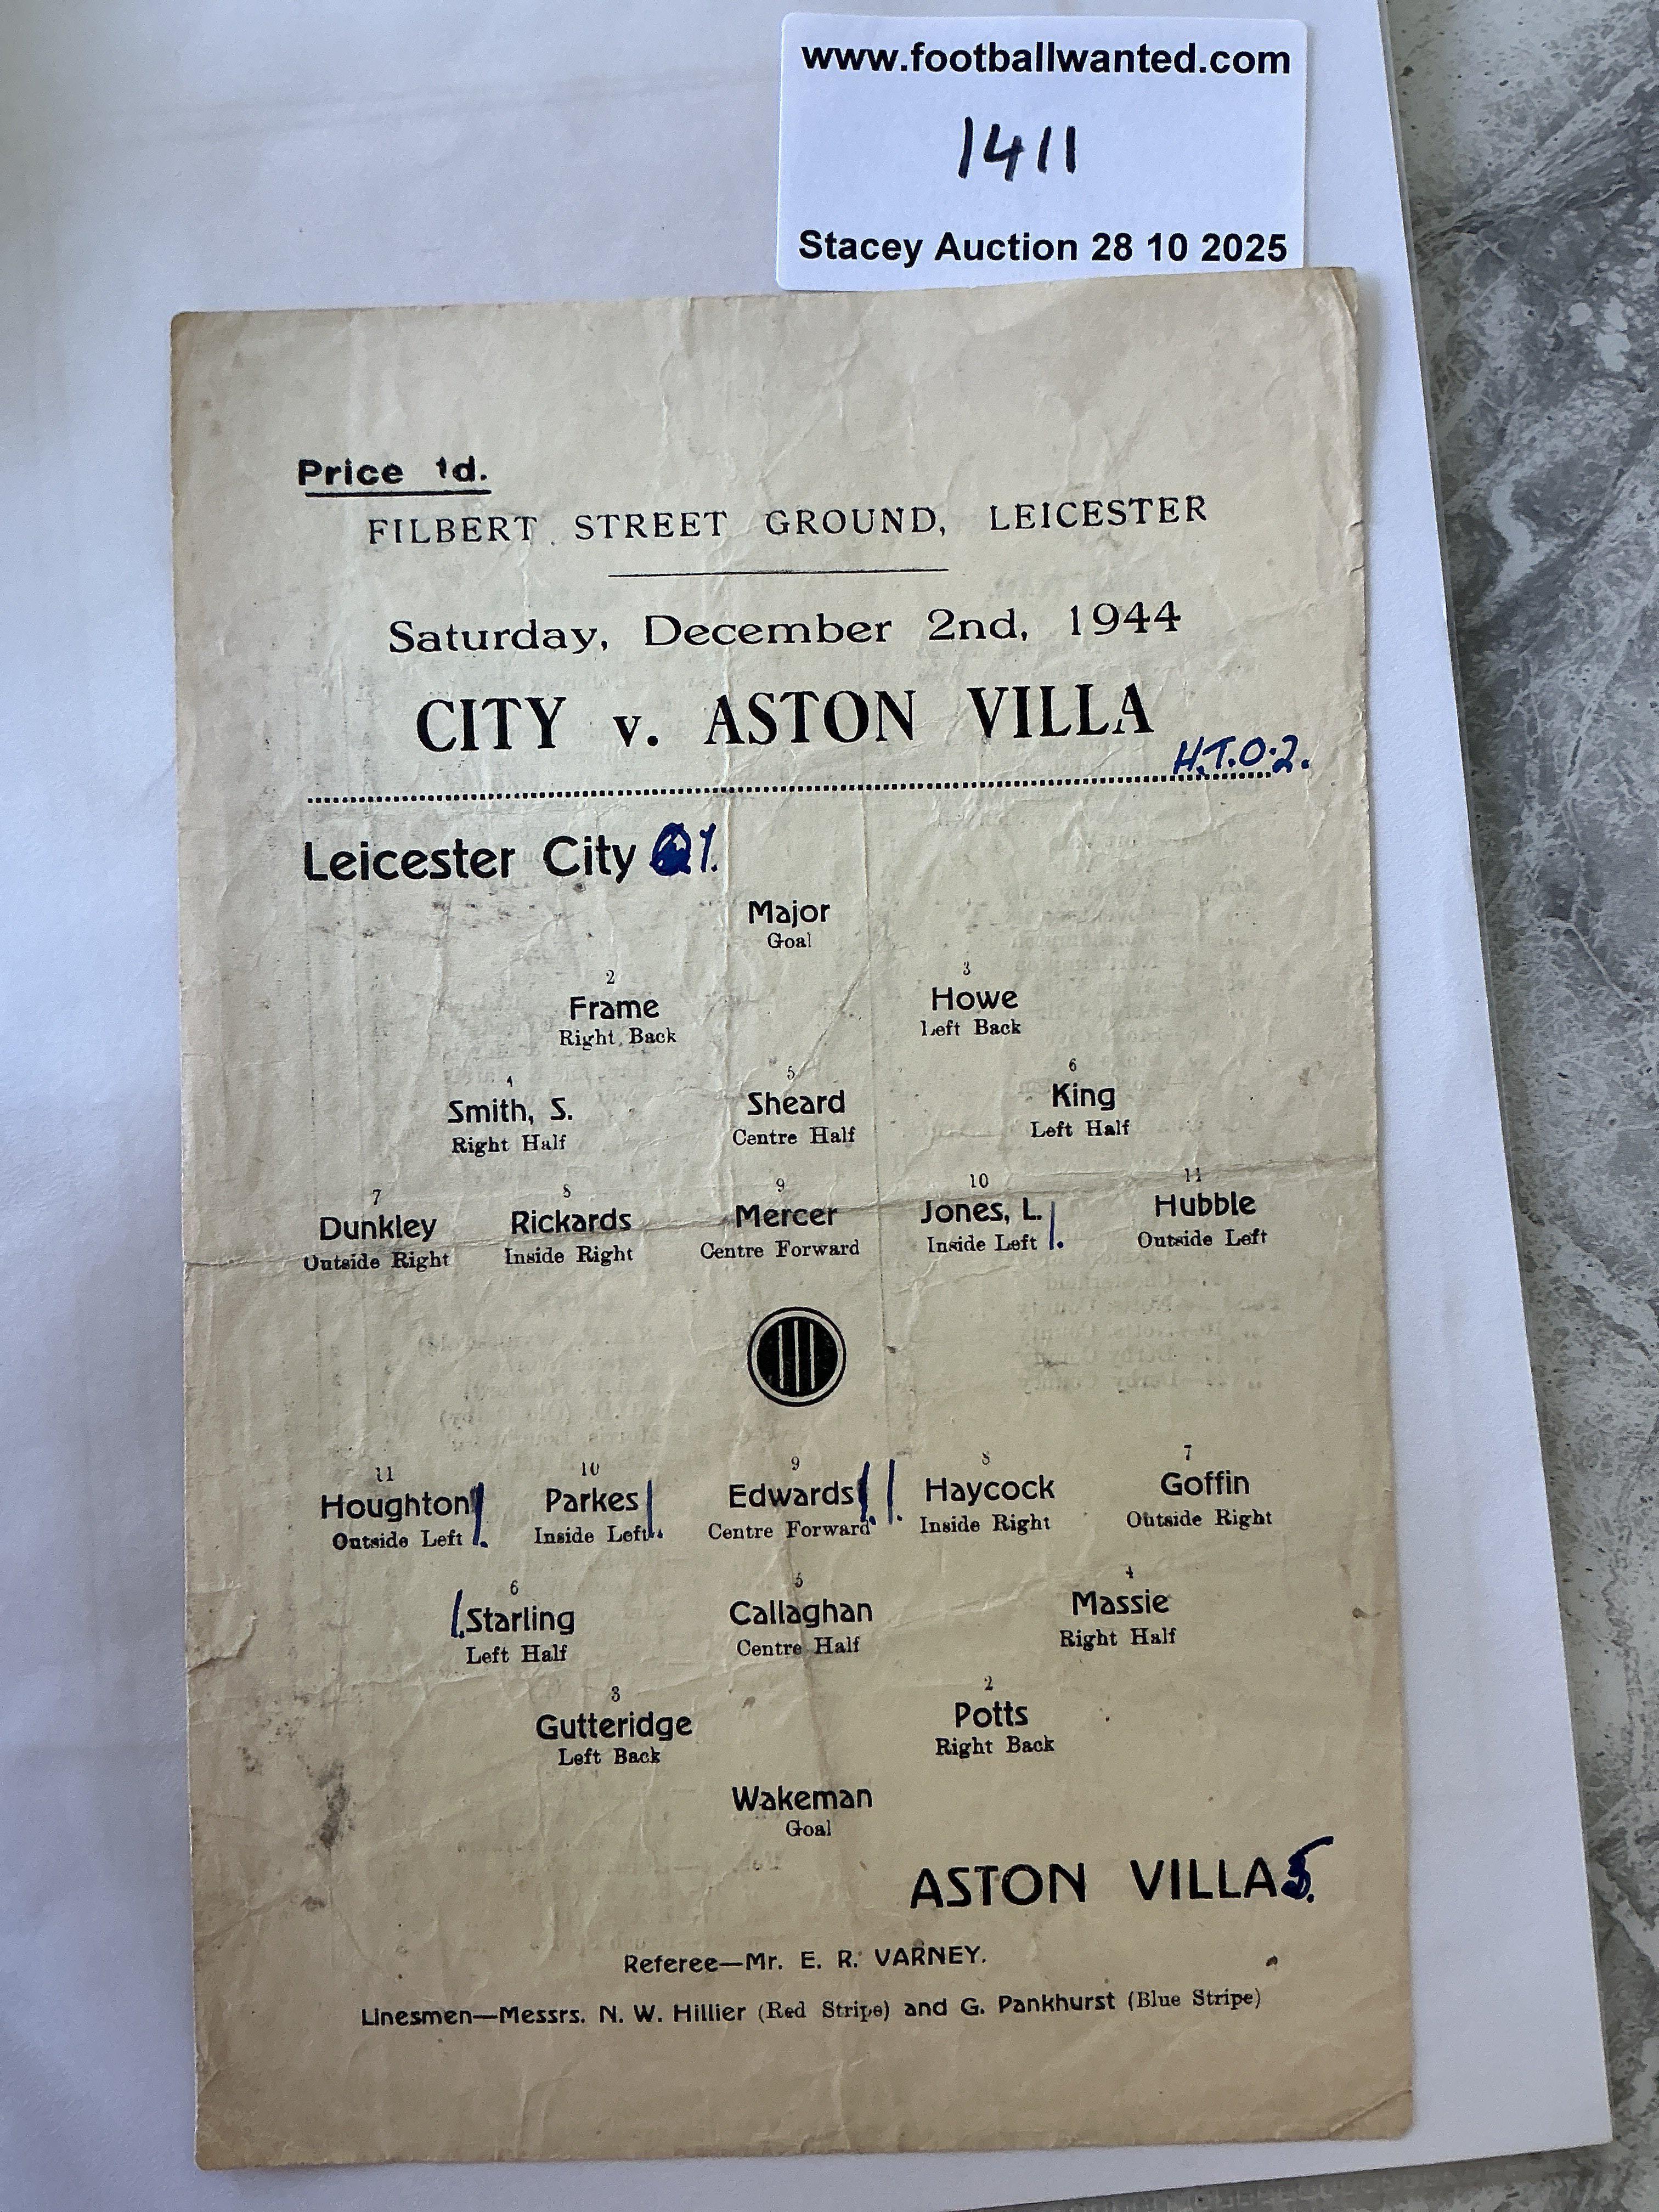 www.footballwanted.com
1411
Stacey Auction 28 10 2025
Price 1d.
FILBERT STREET GROUND, LEICESTER
Saturday, December 2nd, 1944
CITY v. ASTON VILLA
H.T.0.2.
Leicester City 1.
Major
Goal
2 3
Frame Howe
Right Back Left Back
4 5 6
Smith, S. Sheard King
Right Half Centre Half Left Half
7 8 9 10 11
Dunkley Rickards Mercer Jones, L. Hubble
Outside Right Inside Right Centre Forward Inside Left Outside Left
11 10 9 8 7
Houghton Parkes Edwards Haycock Goffin
Outside Left Inside Left Centre Forward Inside Right Outside Right
6 5 4
Starling Callaghan Massie
Left Half Centre Half Right Half
3 2
Gutteridge Potts
Left Back Right Back
Wakeman
Goal
ASTON VILLA 5.
Referee—Mr. E. R. VARNEY.
Linesmen—Messrs. N. W. Hillier (Red Stripe) and G. Pankhurst (Blue Stripe)